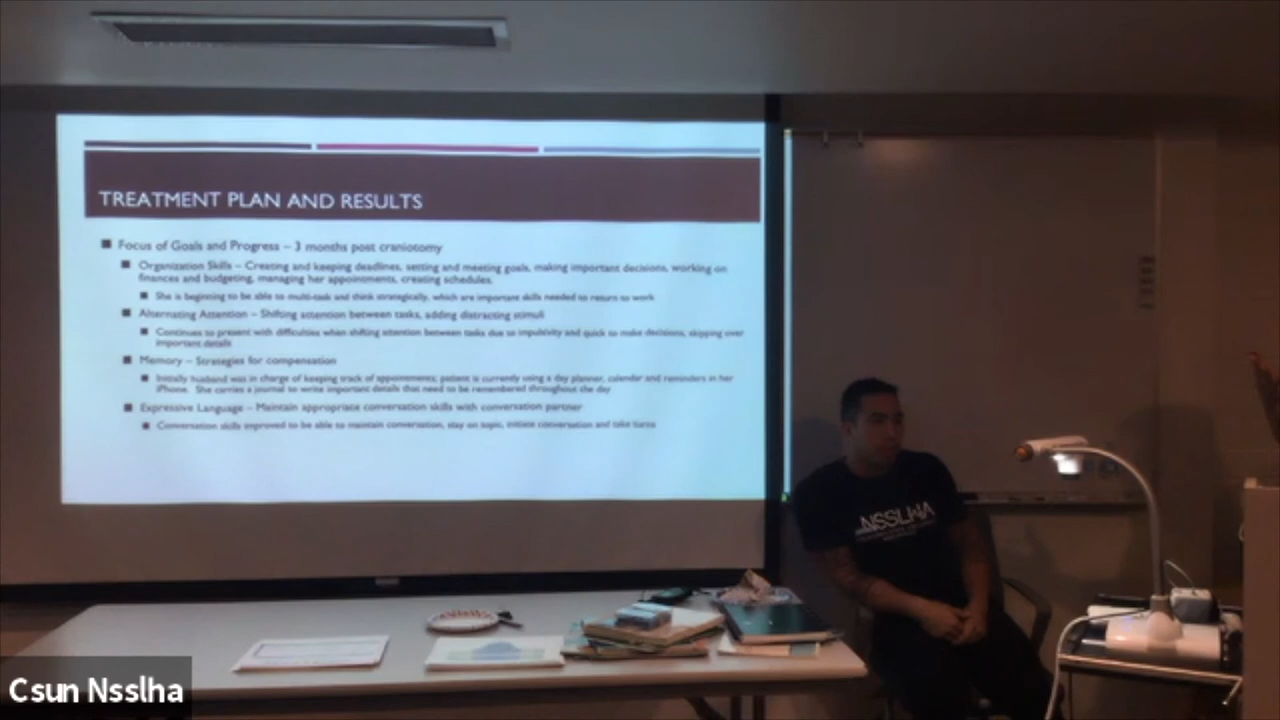 TREATMENT PLAN AND RESULTS
Focus of Goals and Progress – 3 months post craniotomy
Organization Skills – Creating and keeping deadlines, setting and meeting goals, making important decisions, working on
finances and budgeting, managing her appointments, creating schedules.
She is beginning to be able to multi-task and think strategically, which are important skills needed to return to work
Alternating Attention – Shifting attention between tasks, adding distracting stimuli
Continues to present with difficulties when shifting attention between tasks due to impulsivity and quick to make decisions, skipping over
important details
Memory – Strategies for compensation
Initially husband was in charge of keeping track of appointments; patient is currently using a day planner, calendar and reminders in her
iPhone. She carries a journal to write important details that need to be remembered throughout the day
Expressive Language – Maintain appropriate conversation skills with conversation partner
Conversation skills improved to be able to maintain conversation, stay on topic, initiate conversation and take turns
NSSLHA
Csun Nsslha